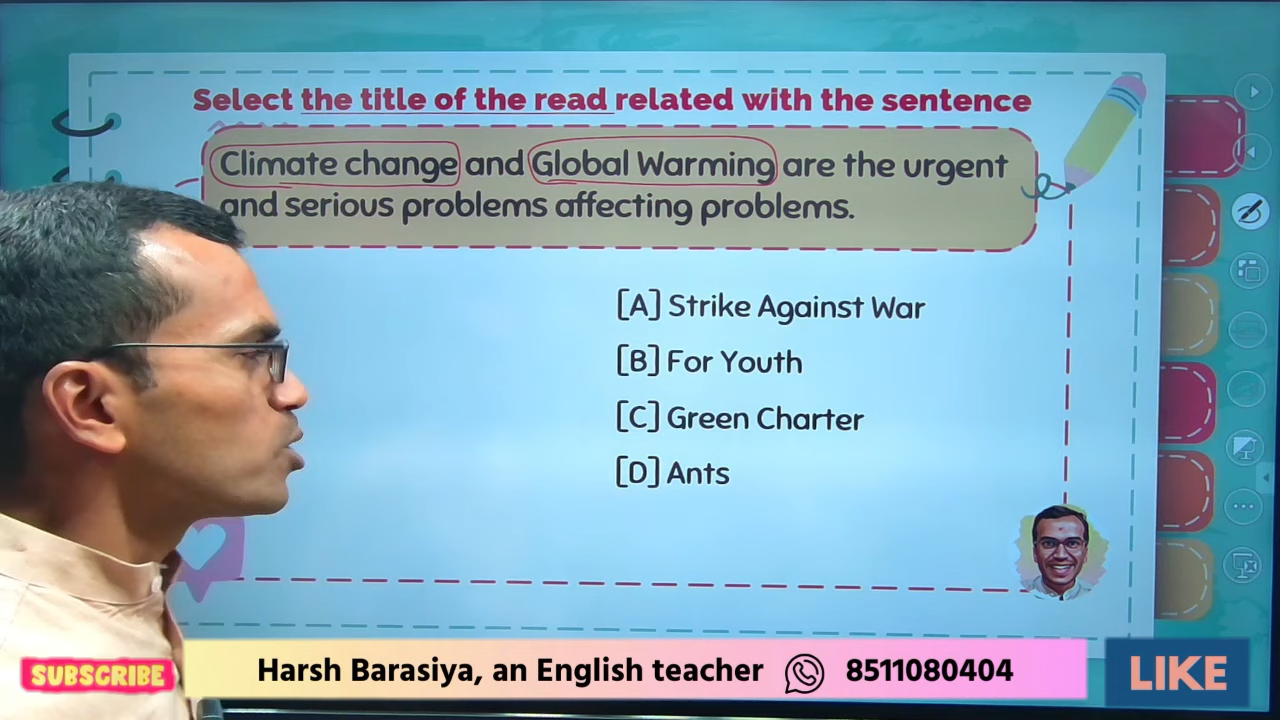 Select the title of the read related with the sentence
Climate change and Global Warming are the urgent
and serious problems affecting problems.
[A] Strike Against War
[B] For Youth
[C] Green Charter
[D] Ants
SUBSCRIBE
Harsh Barasiya, an English teacher 8511080404
LIKE